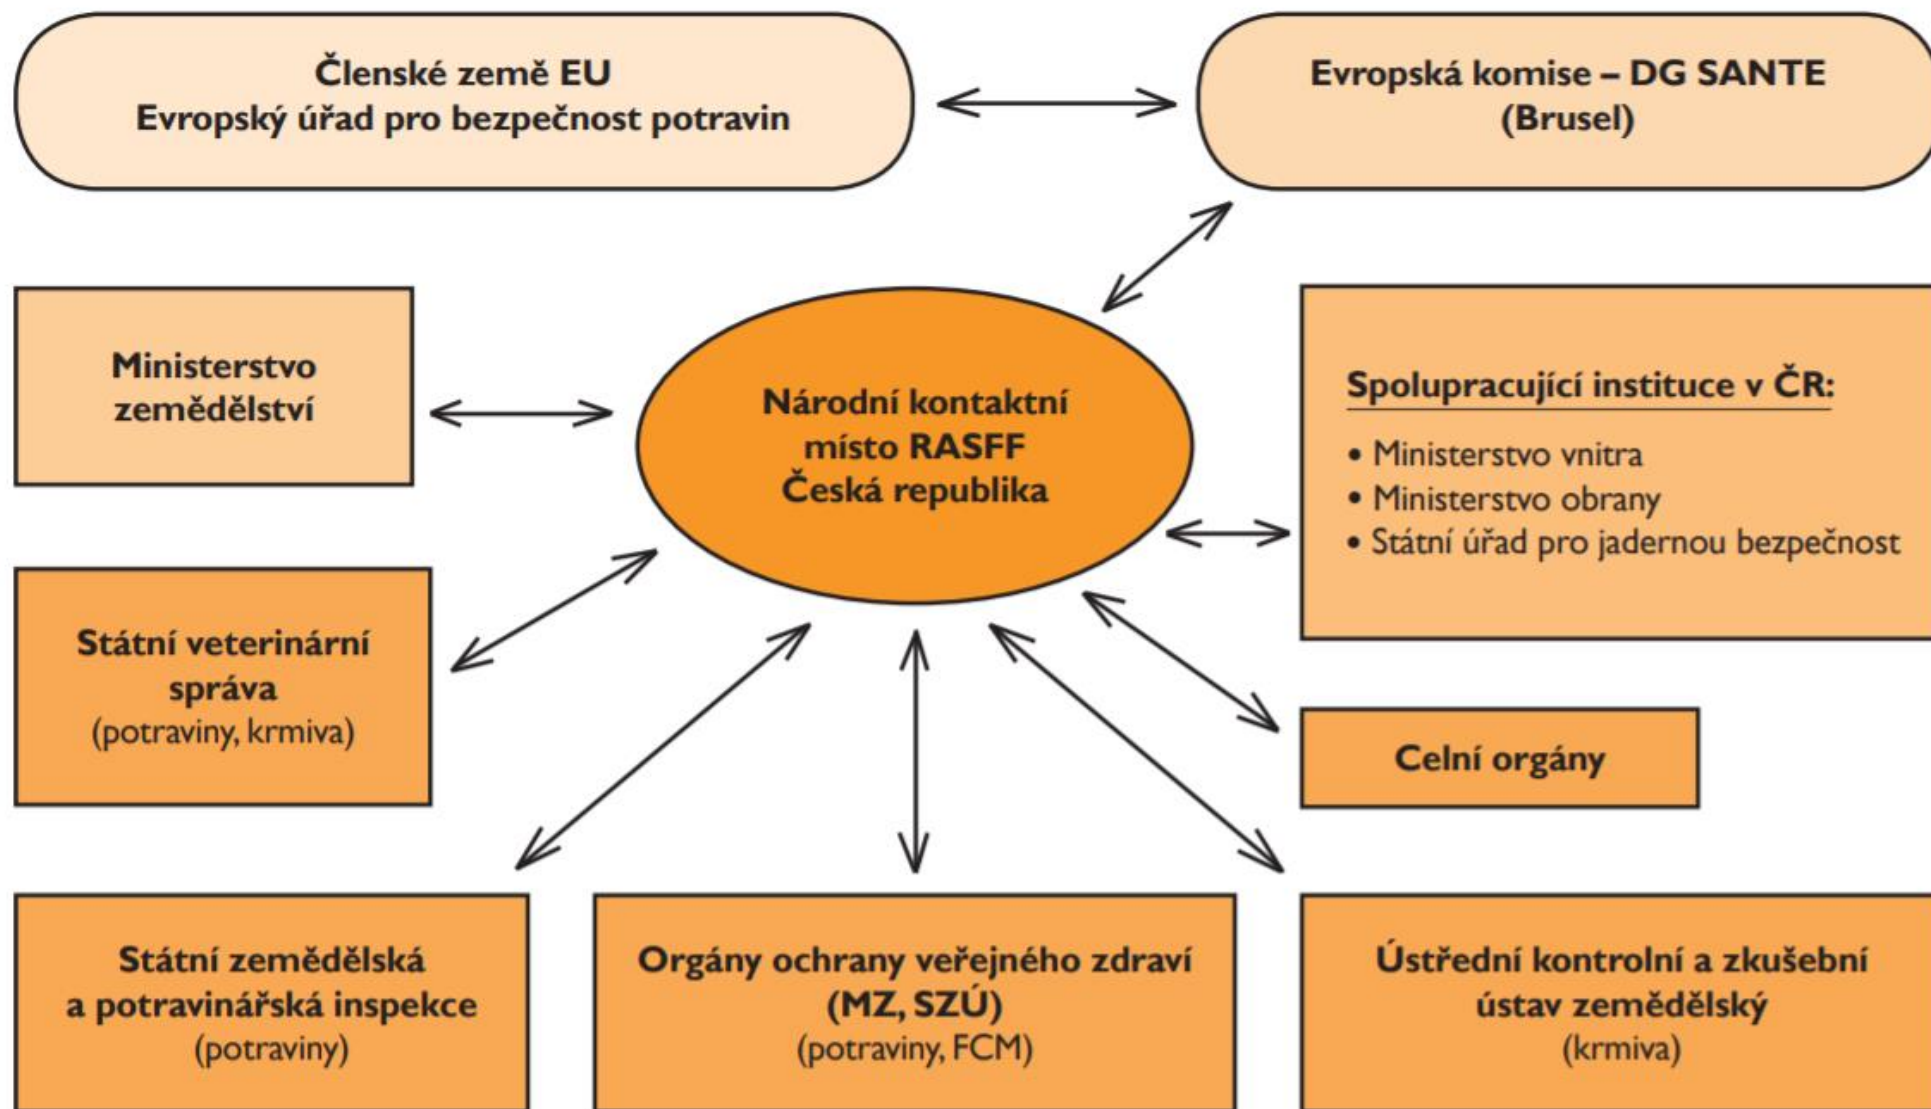 Členské země EU
Evropský úřad pro bezpečnost potravin
Evropská komise – DG SANTE
(Brusel)
Ministerstvo
zemědělství
Národní kontaktní
místo RASFF
Česká republika
Spolupracující instituce v ČR:
• Ministerstvo vnitra
• Ministerstvo obrany
• Státní úřad pro jadernou bezpečnost
Státní veterinární
správa
(potraviny, krmiva)
Celní orgány
Státní zemědělská
a potravinářská inspekce
(potraviny)
Orgány ochrany veřejného zdraví
(MZ, SZÚ)
(potraviny, FCM)
Ústřední kontrolní a zkušební
ústav zemědělský
(krmiva)